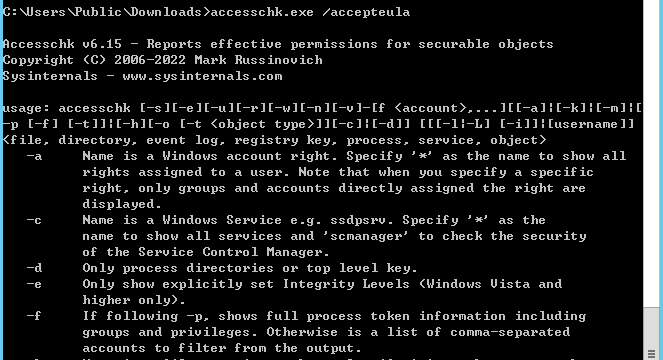 C:\Users\Public\Downloads>accesschk.exe /accepteula
Accesschk v6.15 - Reports effective permissions for securable objects
Copyright (C) 2006-2022 Mark Russinovich
Sysinternals - www.sysinternals.com
usage: accesschk [-s][-e][-u][-r][-w][-n][-v]-[f <account>,...][[-a]|[-k]|[-m]|[
-p [-f] [-t]]|[-h][-o [-t <object type>]][-c]|[-d]] [[[-l|-L] [-i]]|[username]]
<file, directory, event log, registry key, process, service, object>
-a Name is a Windows account right. Specify '*' as the name to show all
rights assigned to a user. Note that when you specify a specific
right, only groups and accounts directly assigned the right are
displayed.
-c Name is a Windows Service e.g. ssdpsrv. Specify '*' as the
name to show all services and 'scmanager' to check the security
of the Service Control Manager.
-d Only process directories or top level key.
-e Only show explicitly set Integrity Levels (Windows Vista and
higher only).
-f If following -p, shows full process token information including
groups and privileges. Otherwise is a list of comma-separated
accounts to filter from the output.